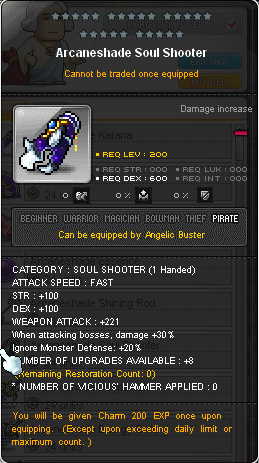 Arcaneshade Soul Shooter
Cannot be traded once equipped
Damage increase
REQ LEV : 200
REQ STR : 000 REQ LUK : 000
REQ DEX : 600 REQ INT : 000
0 0 % 0 %
BEGINNER WARRIOR MAGICIAN BOWMAN THIEF PIRATE
Can be equipped by Angelic Buster
CATEGORY : SOUL SHOOTER (1 Handed)
ATTACK SPEED : FAST
STR : +100
DEX : +100
WEAPON ATTACK : +221
When attacking bosses, damage +30%
Ignore Monster Defense: +20%
NUMBER OF UPGRADES AVAILABLE : +8
(Remaining Restoration Count: 0)
* NUMBER OF VICIOUS' HAMMER APPLIED : 0
You will be given Charm 200 EXP once upon
equipping. (Except upon exceeding daily limit or
maximum count. )